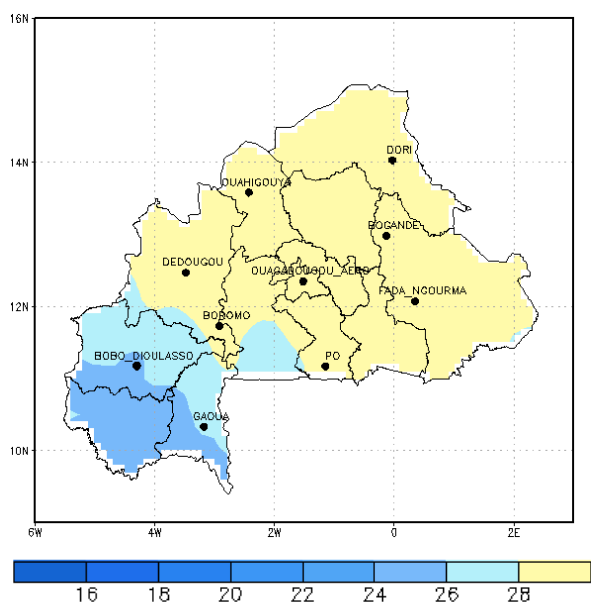 16N
DORI
14N
OUAHIGOUYA
BOGANDE
DEDOUGOU
OUAGADOUGOU_AERO
FADA_NGOURMA
12N
BOROMO
BOBO_DIOULASSO
PO
GAOUA
10N
6W 4W 2W 0 2E
16 18 20 22 24 26 28